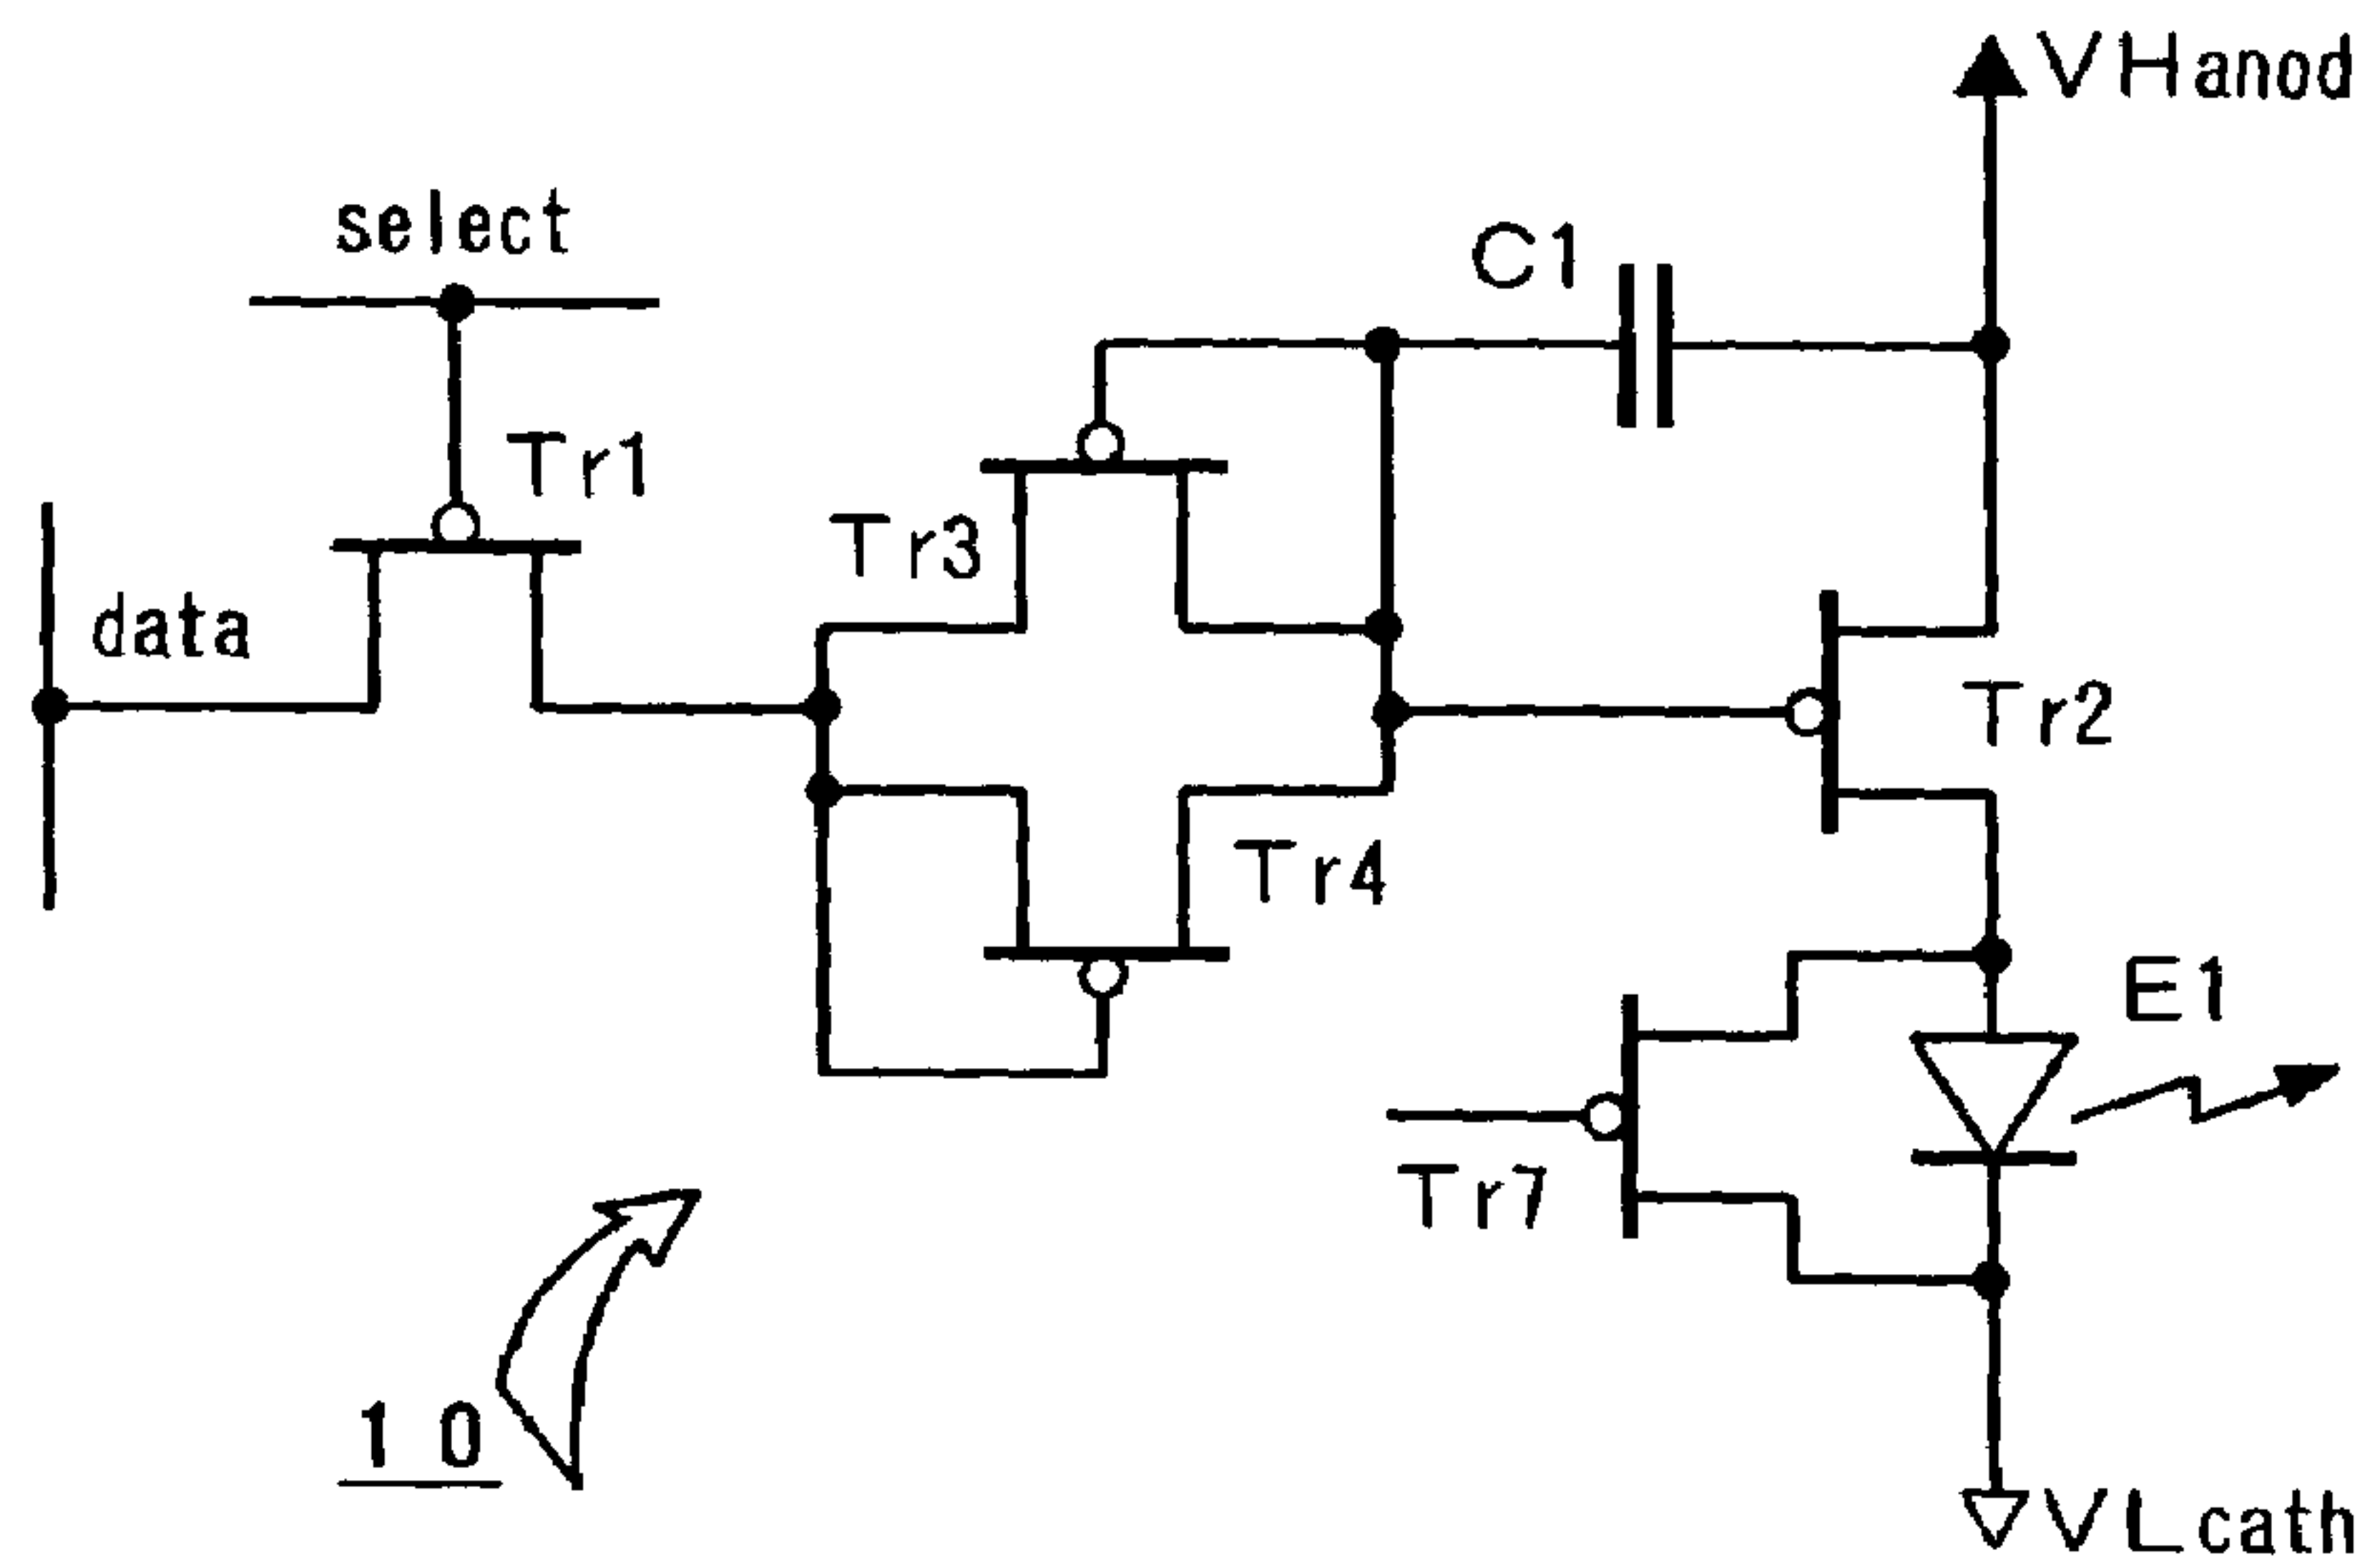 VHanod
select
C1
Tr1
Tr3
data
Tr2
Tr4
E1
Tr7
10
VLcath